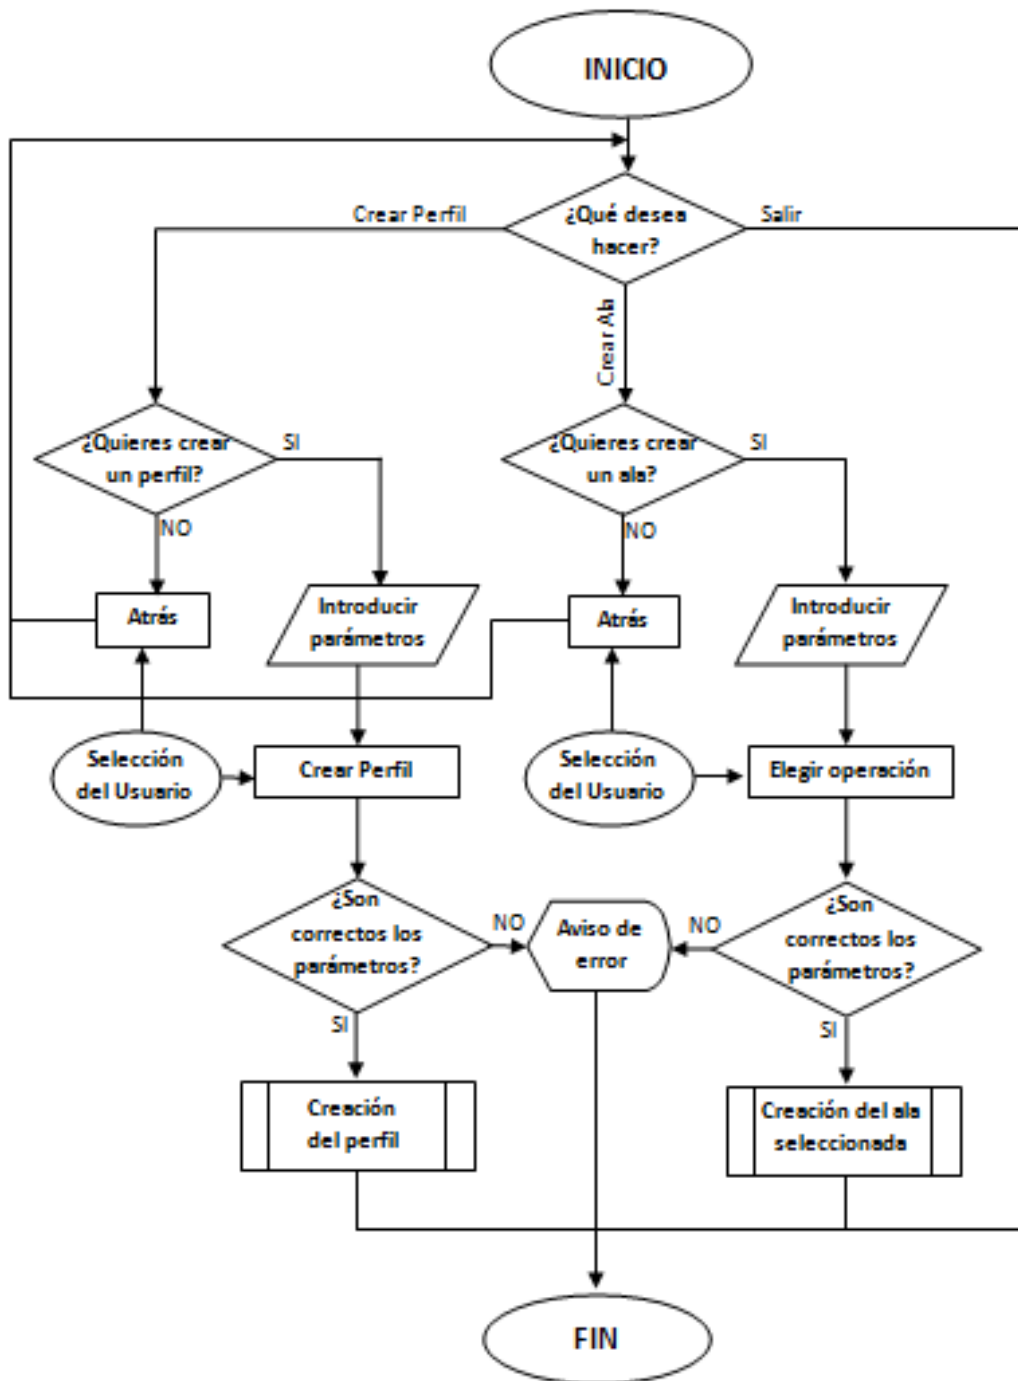 INICIO
Crear Perfil
¿Qué desea
hacer?
Salir
Crear Ala
¿Quieres crear
un perfil?
SI
NO
¿Quieres crear
un ala?
SI
NO
Atrás
Introducir
parámetros
Atrás
Introducir
parámetros
Selección
del Usuario
Crear Perfil
Selección
del Usuario
Elegir operación
¿Son
correctos los
parámetros?
NO
SI
Aviso de
error
NO
¿Son
correctos los
parámetros?
SI
Creación
del perfil
Creación del ala
seleccionada
FIN